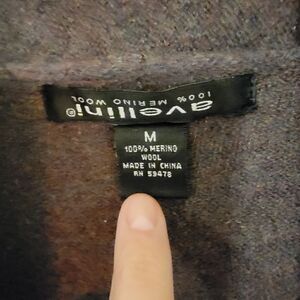 avellini®
100% MERINO WOOL
M
100% MERINO
WOOL
MADE IN CHINA
RN 59478